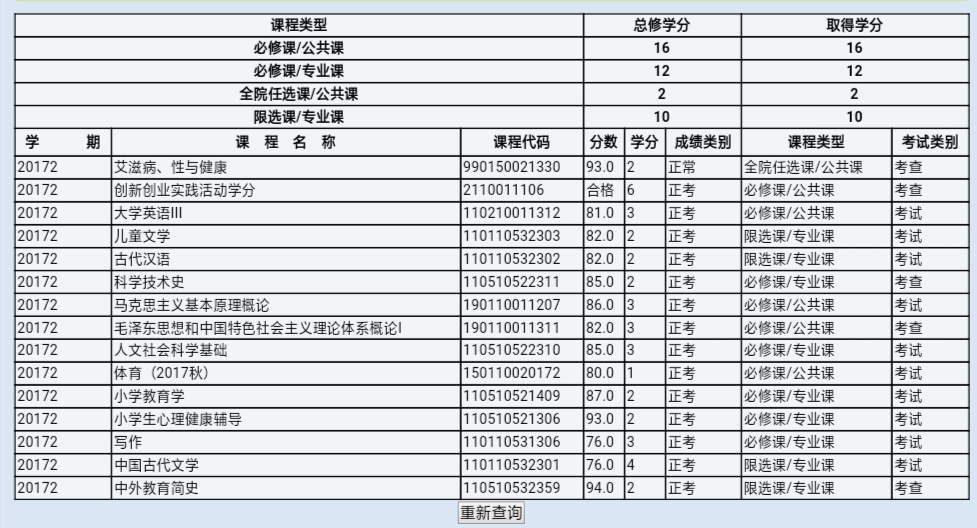 课程类型 总修学分 取得学分
必修课/公共课 16 16
必修课/专业课 12 12
全院任选课/公共课 2 2
限选课/专业课 10 10
学 期 课 程 名 称 课程代码 分数 学分 成绩类别 课程类型 考试类别
20172 艾滋病、性与健康 990150021330 93.0 2 正常 全院任选课/公共课 考查
20172 创新创业实践活动学分 2110011106 合格 6 正考 必修课/公共课 考查
20172 大学英语III 110210011312 81.0 3 正考 必修课/公共课 考试
20172 儿童文学 110110532303 82.0 2 正考 限选课/专业课 考试
20172 古代汉语 110110532302 82.0 2 正考 限选课/专业课 考试
20172 科学技术史 110510522311 85.0 2 正考 必修课/专业课 考查
20172 马克思主义基本原理概论 190110011207 86.0 3 正考 必修课/公共课 考试
20172 毛泽东思想和中国特色社会主义理论体系概论I 190110011311 82.0 3 正考 必修课/公共课 考查
20172 人文社会科学基础 110510522310 85.0 3 正考 必修课/专业课 考试
20172 体育（2017秋） 150110020172 80.0 1 正考 必修课/公共课 考试
20172 小学教育学 110510521409 87.0 2 正考 必修课/专业课 考试
20172 小学生心理健康辅导 110510521306 93.0 2 正考 必修课/专业课 考试
20172 写作 110110531306 76.0 3 正考 必修课/专业课 考试
20172 中国古代文学 110110532301 76.0 4 正考 限选课/专业课 考试
20172 中外教育简史 110510532359 94.0 2 正考 限选课/专业课 考查
重新查询